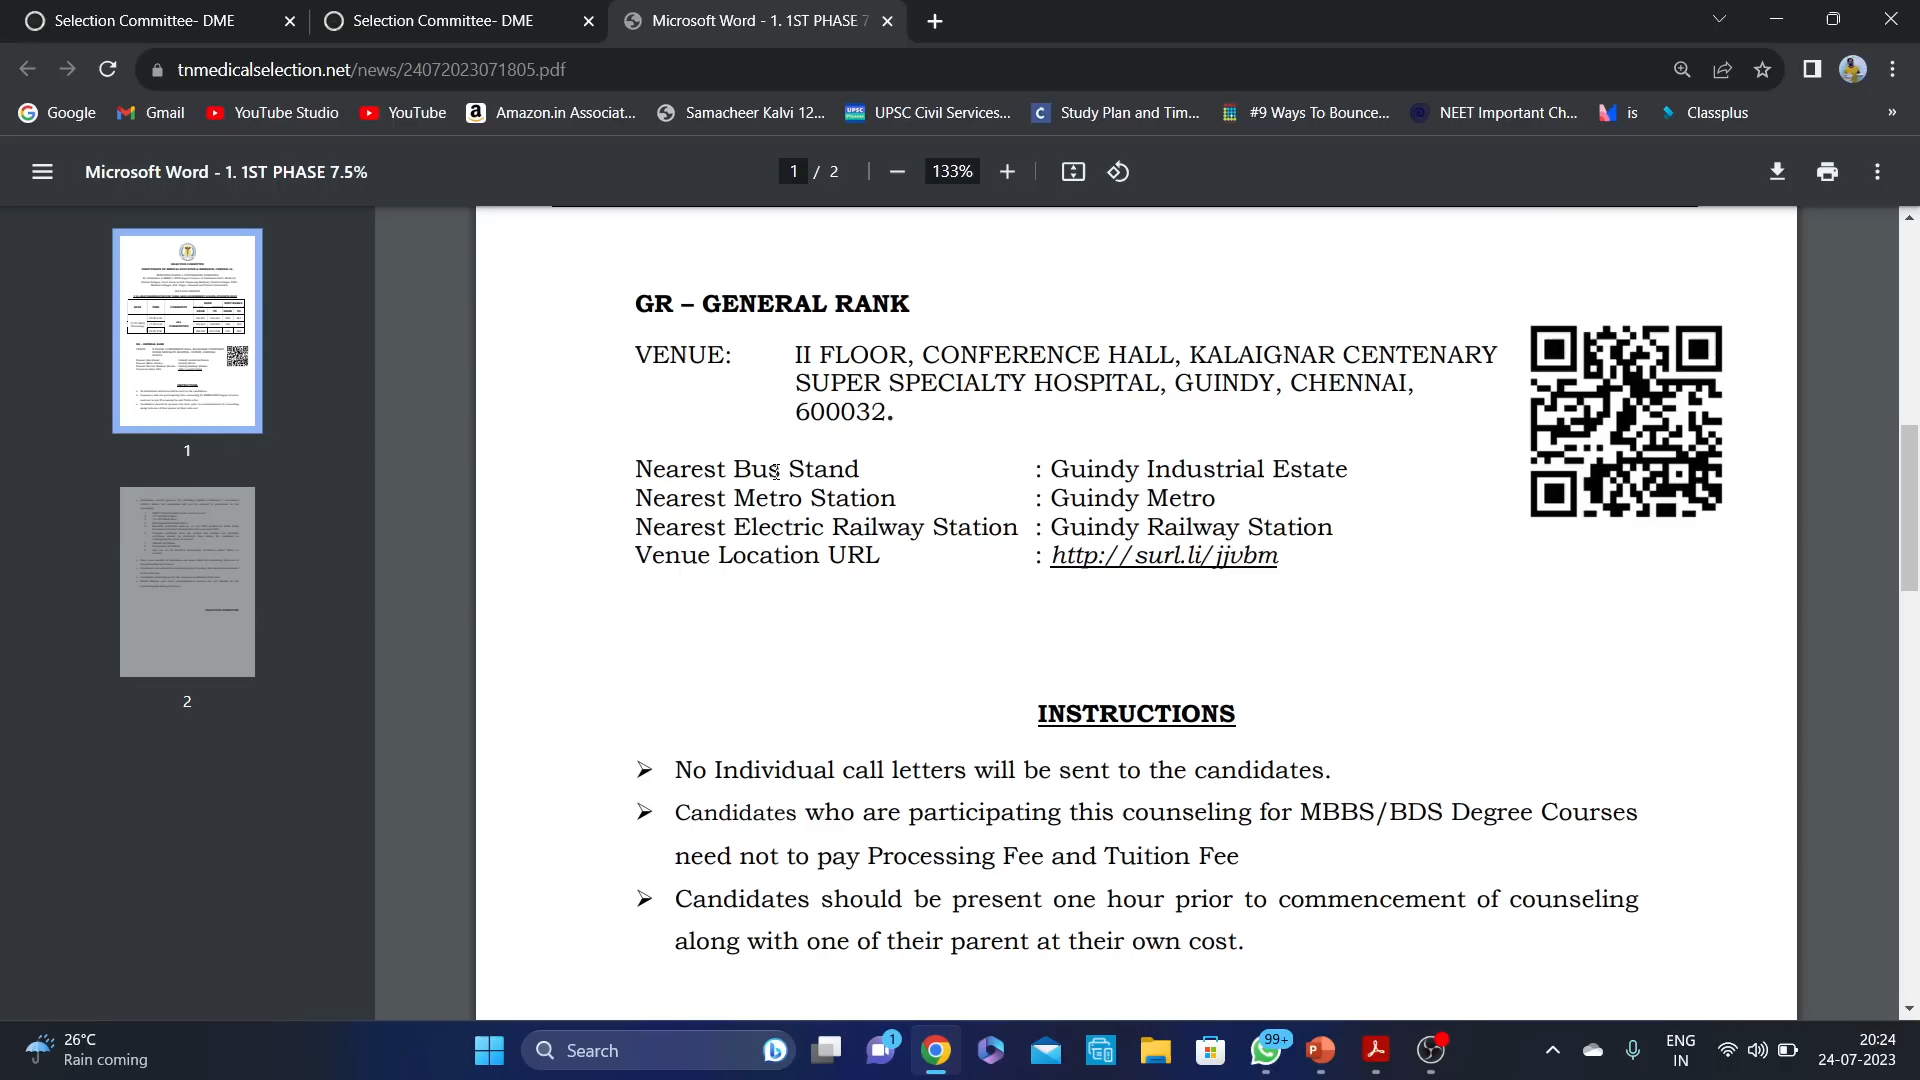 Selection Committee- DME
Selection Committee- DME
Microsoft Word - 1. 1ST PHASE 7
tnmedicalselection.net/news/24072023071805.pdf
Google
Gmail
YouTube Studio
YouTube
Amazon.in Associat...
Samacheer Kalvi 12...
UPSC Civil Services...
Study Plan and Tim...
#9 Ways To Bounce...
NEET Important Ch...
is
Classplus
Microsoft Word - 1. 1ST PHASE 7.5%
1 / 2
133%
1
2
GR – GENERAL RANK
VENUE: II FLOOR, CONFERENCE HALL, KALAIGNAR CENTENARY
SUPER SPECIALTY HOSPITAL, GUINDY, CHENNAI,
600032.
Nearest Bus Stand : Guindy Industrial Estate
Nearest Metro Station : Guindy Metro
Nearest Electric Railway Station : Guindy Railway Station
Venue Location URL : http://surl.li/jjvbm
INSTRUCTIONS
➢ No Individual call letters will be sent to the candidates.
➢ Candidates who are participating this counseling for MBBS/BDS Degree Courses
need not to pay Processing Fee and Tuition Fee
➢ Candidates should be present one hour prior to commencement of counseling
along with one of their parent at their own cost.
26°C
Rain coming
Search
1
99+
ENG
IN
20:24
24-07-2023